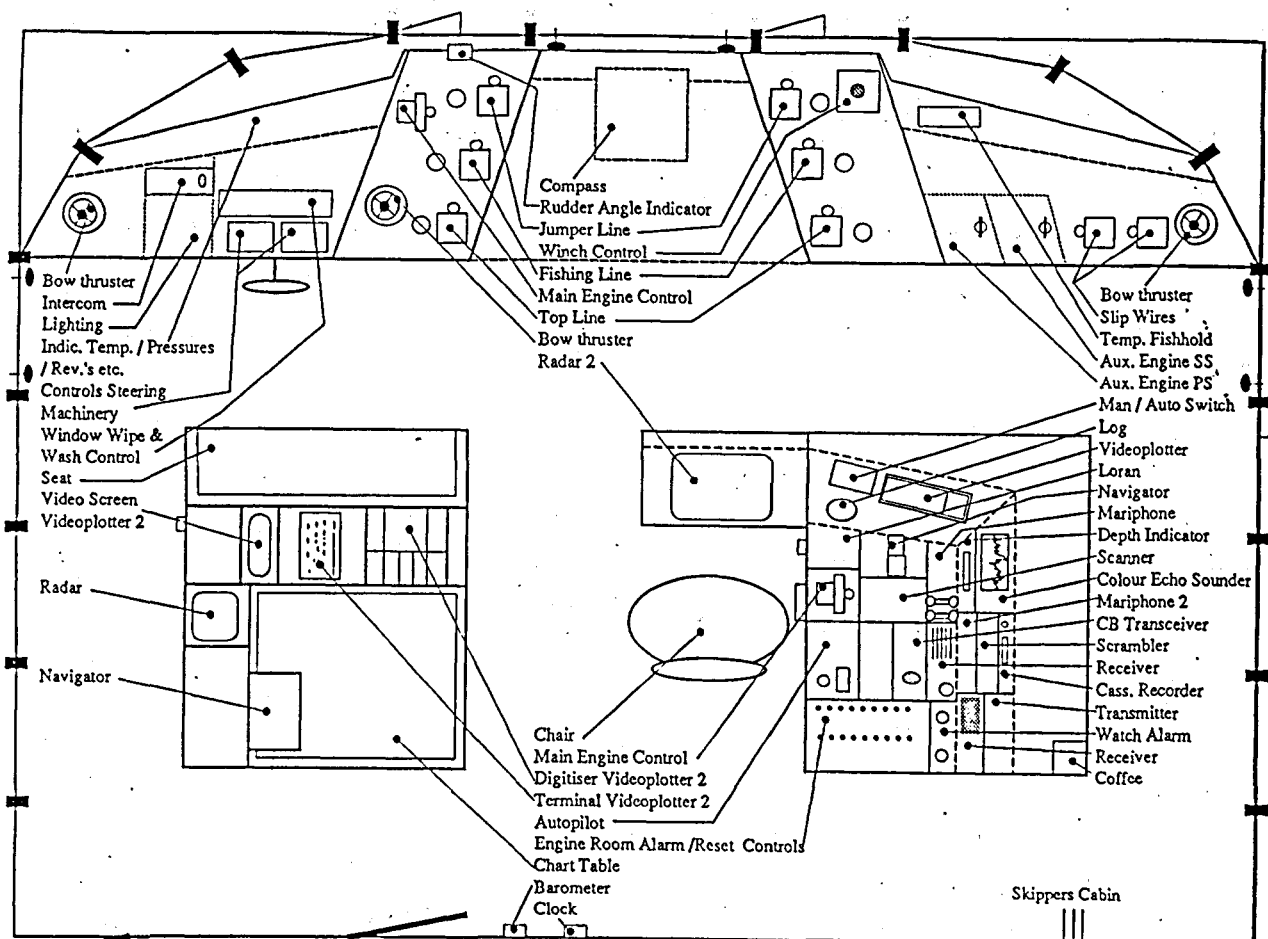 Compass
Rudder Angle Indicator
Jumper Line
Winch Control
Fishing Line
Main Engine Control
Top Line
Bow thruster
Radar 2
Bow thruster
Intercom
Lighting
Indic. Temp. / Pressures
/ Rev.'s etc.
Controls Steering
Machinery
Window Wipe &
Wash Control
Seat
Video Screen
Videoplotter 2
Radar
Navigator
Bow thruster
Slip Wires
Temp. Fishhold
Aux. Engine SS
Aux. Engine PS
Man / Auto Switch
Log
Videoplotter
Loran
Navigator
Mariphone
Depth Indicator
Scanner
Colour Echo Sounder
Mariphone 2
CB Transceiver
Scrambler
Receiver
Cass. Recorder
Transmitter
Watch Alarm
Receiver
Coffee
Chair
Main Engine Control
Digitiser Videoplotter 2
Terminal Videoplotter 2
Autopilot
Engine Room Alarm /Reset Controls
Chart Table
Barometer
Clock
Skippers Cabin